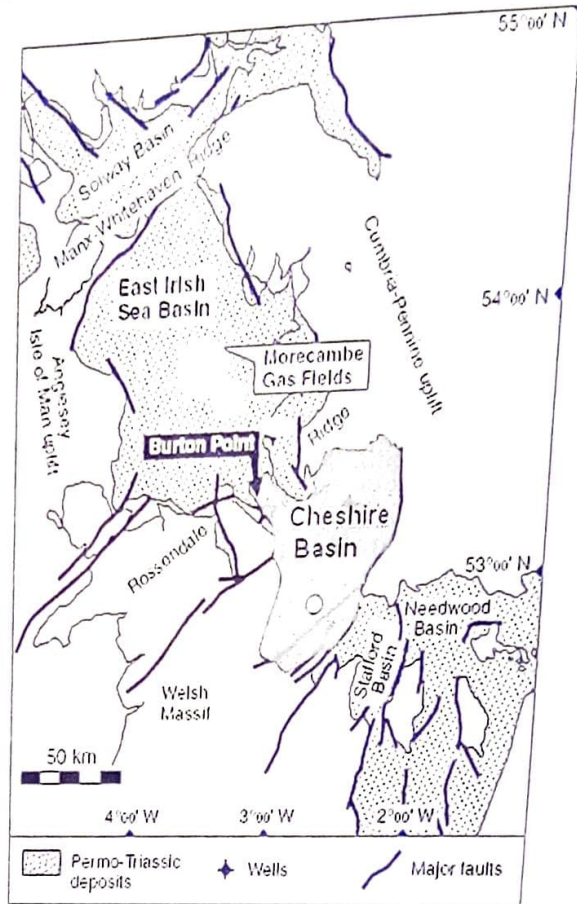 55°00' N
Solway Basin
Manx-Whitehaven Ridge
East Irish
Sea Basin
54°00' N
Cumbria-Pennine uplift
Morecambe
Gas Fields
Anglesey
Isle of Man uplift
Ridge
Burton Point
Cheshire
Basin
Rossendale
53°00' N
Needwood
Basin
Stafford
Basin
Welsh
Massif
50 km
4°00' W
3°00' W
2°00' W
Permo-Triassic
deposits
Wells
Major faults